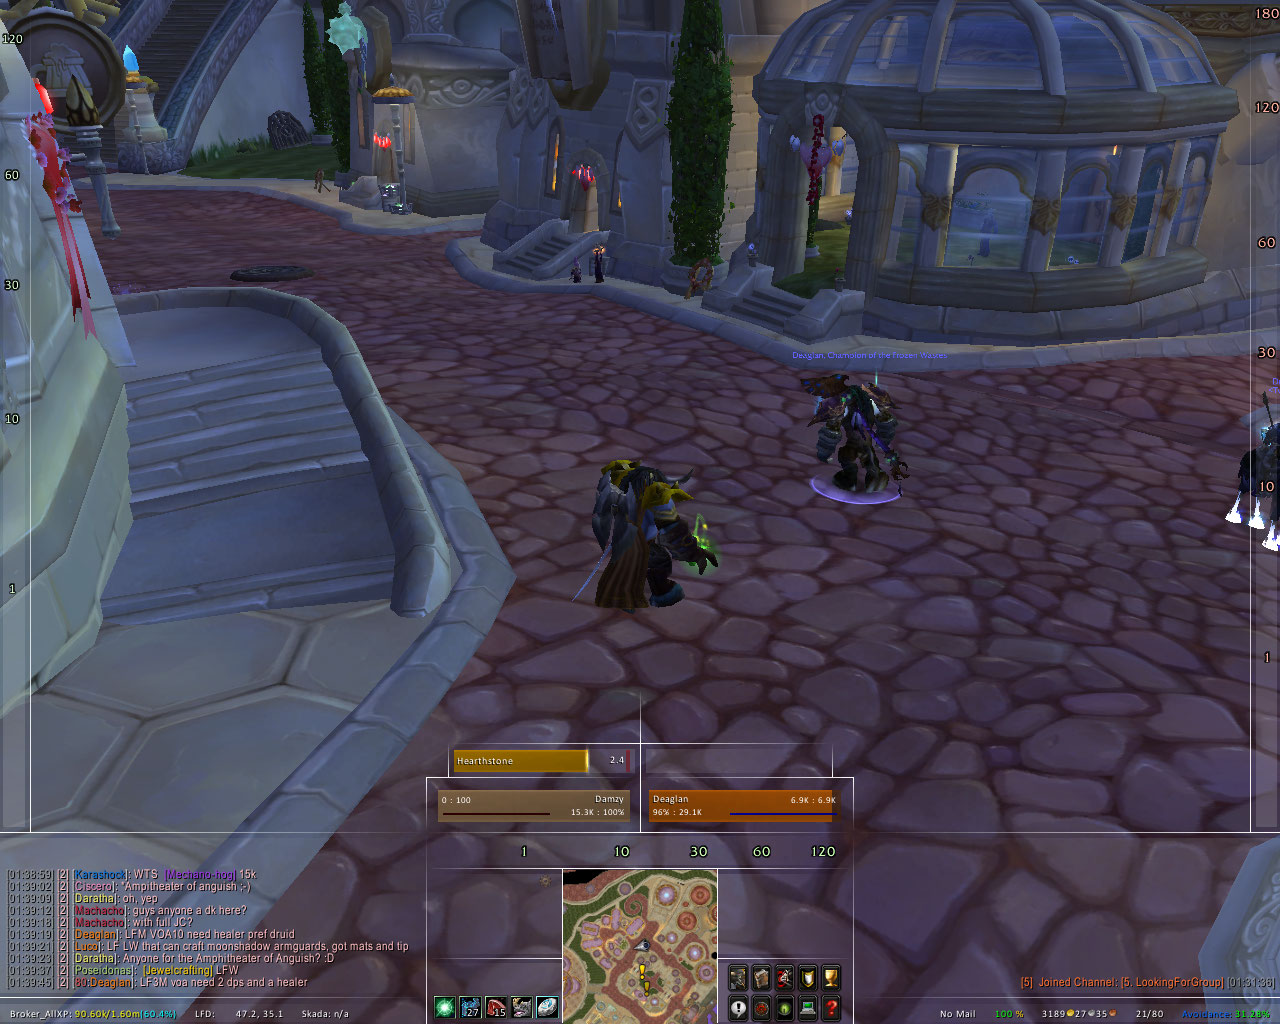 180
120
120
60
60
30
30
Deaglan, Champion of the Frozen Wastes
10
10
1
1
Hearthstone 2.4
0 : 100 Damzy
15.3K : 100%
Deaglan 6.9K : 6.9K
96% : 29.1K
1 10 30 60 120
[01:38:59] [2] [Karashock]: WTS [Mechano-hog] 15k
[01:39:02] [2] [Ciscero]: "Ampitheater of anguish ;-)
[01:39:09] [2] [Daratha]: oh, yep
[01:39:12] [2] [Machacho]: guys anyone a dk here?
[01:39:18] [2] [Machacho]: with full JC?
[01:39:19] [2] [Deaglan]: LFM VOA10 need healer pref druid
[01:39:21] [2] [Luco]: LF LW that can craft moonshadow armguards, got mats and tip
[01:39:23] [2] [Daratha]: Anyone for the Amphitheater of Anguish? :D
[01:39:37] [2] [Poseidonas]: [Jewelcrafting] LFW
[01:39:45] [2] [80:Deaglan]: LF3M voa need 2 dps and a healer
[5] Joined Channel: [5. LookingForGroup] [01:31:36]
27
15
Broker_AllXP: 90.60k/1.60m(60.4%) LFD: 47.2, 35.1 Skada: n/a
No Mail 100 % 3189 27 35 21/80 Avoidance: 31.23%